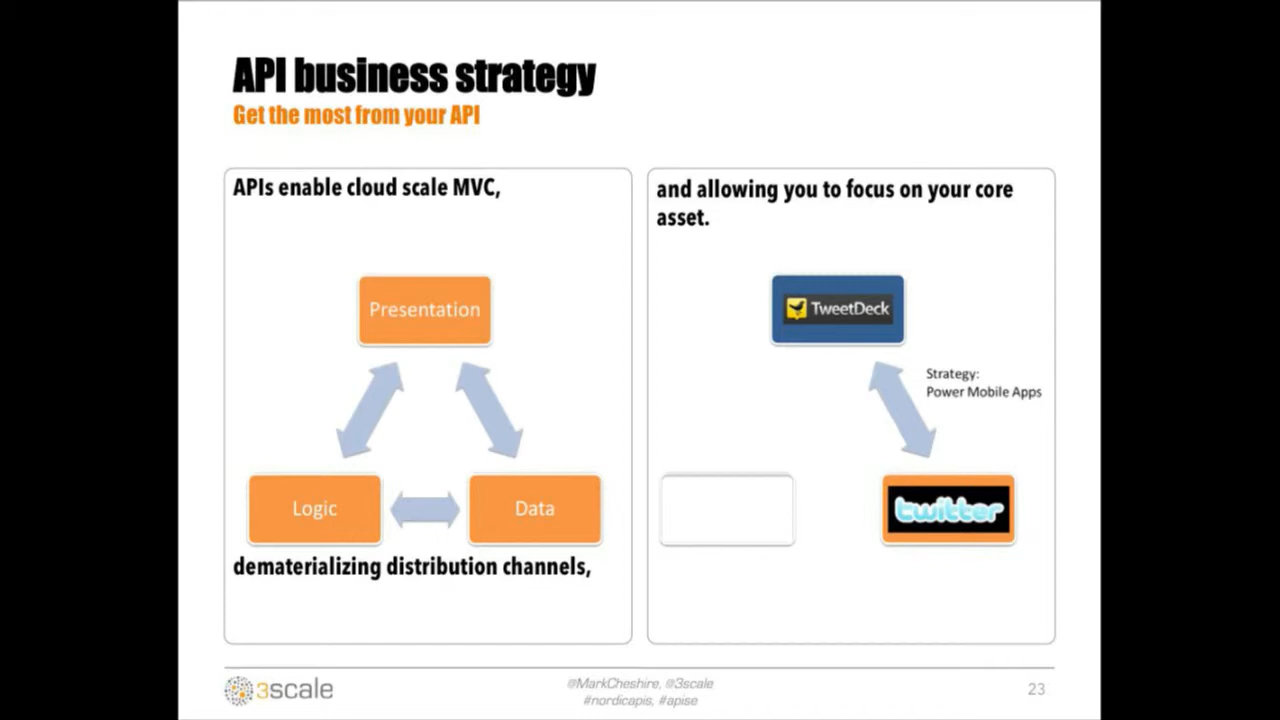 API business strategy
Get the most from your API
APIs enable cloud scale MVC,
Presentation
Logic
Data
dematerializing distribution channels,
and allowing you to focus on your core
asset.
TweetDeck
Strategy:
Power Mobile Apps
twitter
3scale
@MarkCheshire, @3scale
#nordicapis, #apise
23